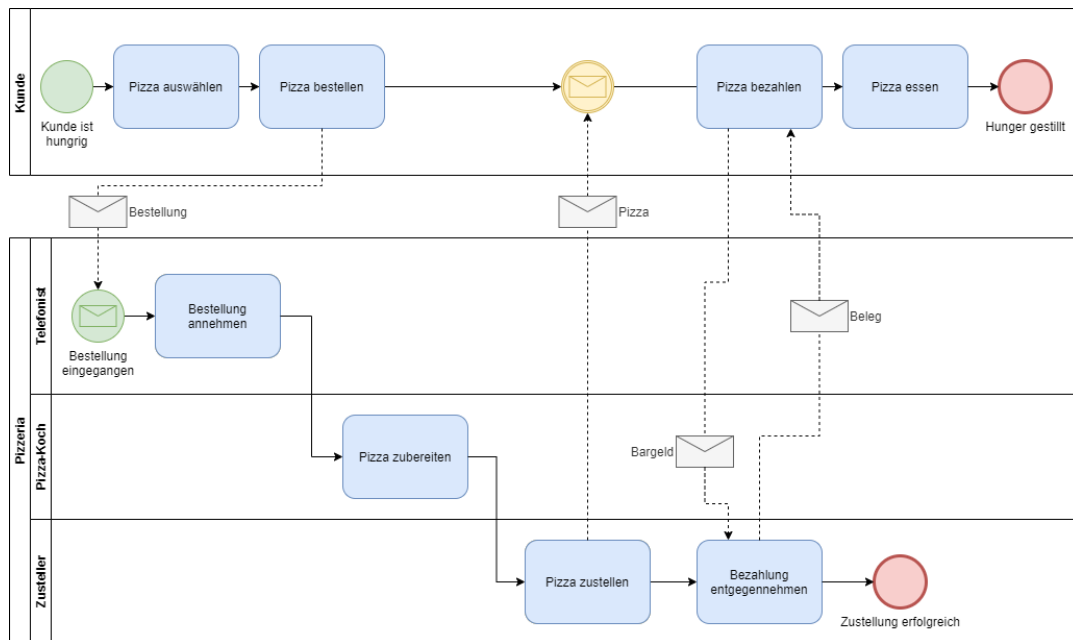 Kunde
Kunde ist
hungrig
Pizza auswählen
Pizza bestellen
Pizza bezahlen
Pizza essen
Hunger gestillt
Bestellung
Pizza
Pizzeria
Telefonist
Bestellung
eingegangen
Bestellung
annehmen
Beleg
Pizza-Koch
Pizza zubereiten
Bargeld
Zusteller
Pizza zustellen
Bezahlung
entgegennehmen
Zustellung erfolgreich